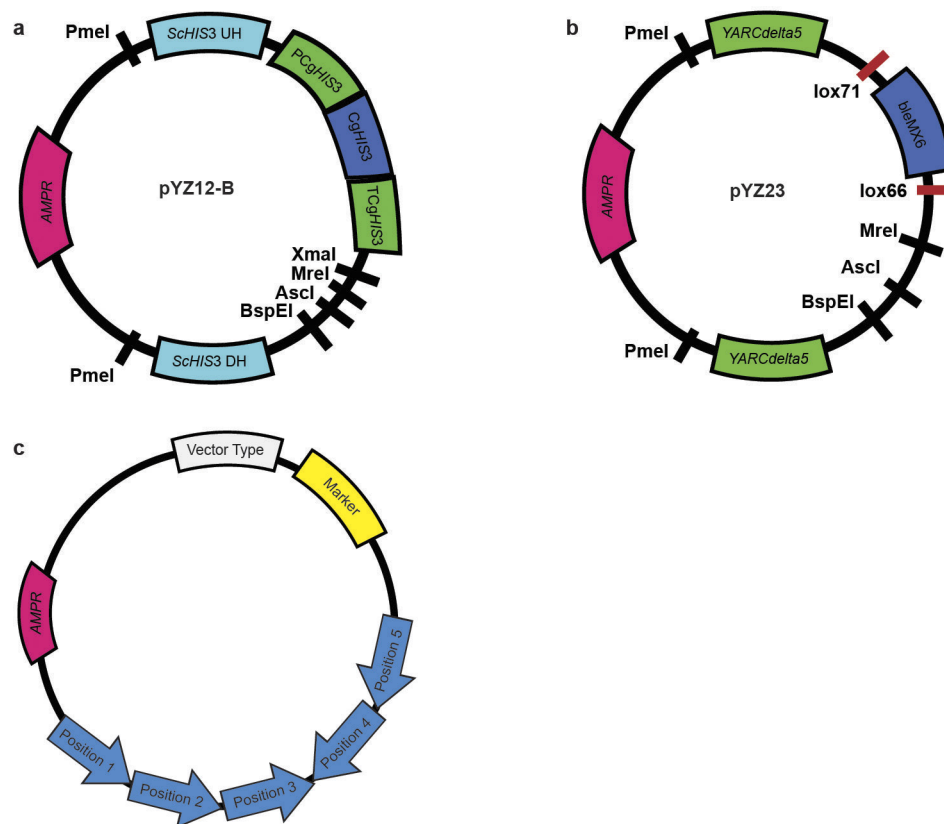 a
PmeI
ScHIS3 UH
PCgHIS3
CgHIS3
TCgHIS3
AMPR
pYZ12-B
XmaI
MreI
AscI
BspEI
PmeI
ScHIS3 DH
b
PmeI
YARCdelta5
lox71
bleMX6
lox66
AMPR
pYZ23
MreI
AscI
BspEI
PmeI
YARCdelta5
c
Vector Type
Marker
AMPR
Position 5
Position 4
Position 1
Position 2
Position 3